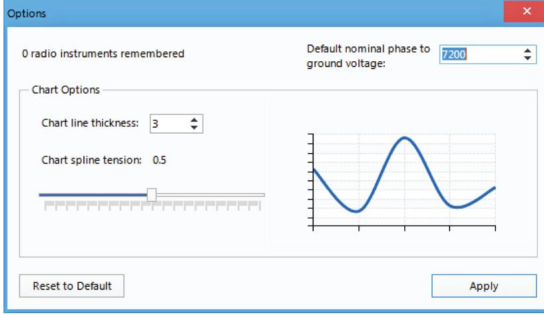 Options
0 radio instruments remembered
Default nominal phase to
ground voltage:
7200
Chart Options
Chart line thickness: 3
Chart spline tension: 0.5
Reset to Default
Apply